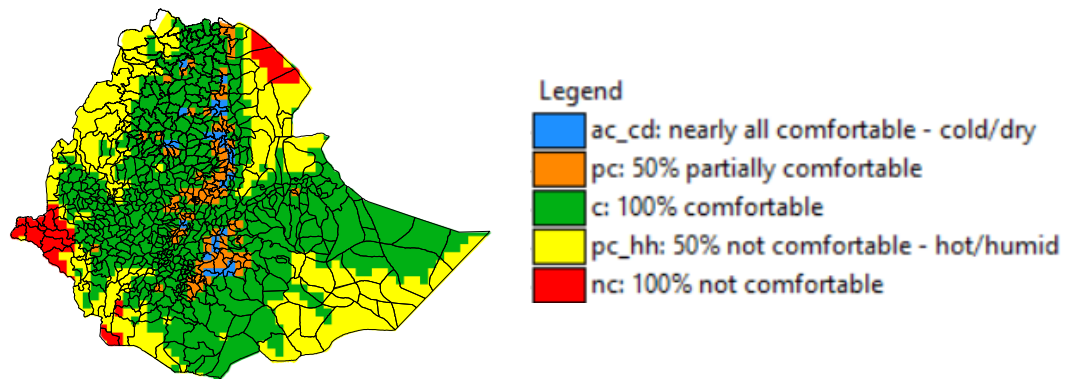 Legend
ac_cd: nearly all comfortable - cold/dry
pc: 50% partially comfortable
c: 100% comfortable
pc_hh: 50% not comfortable - hot/humid
nc: 100% not comfortable